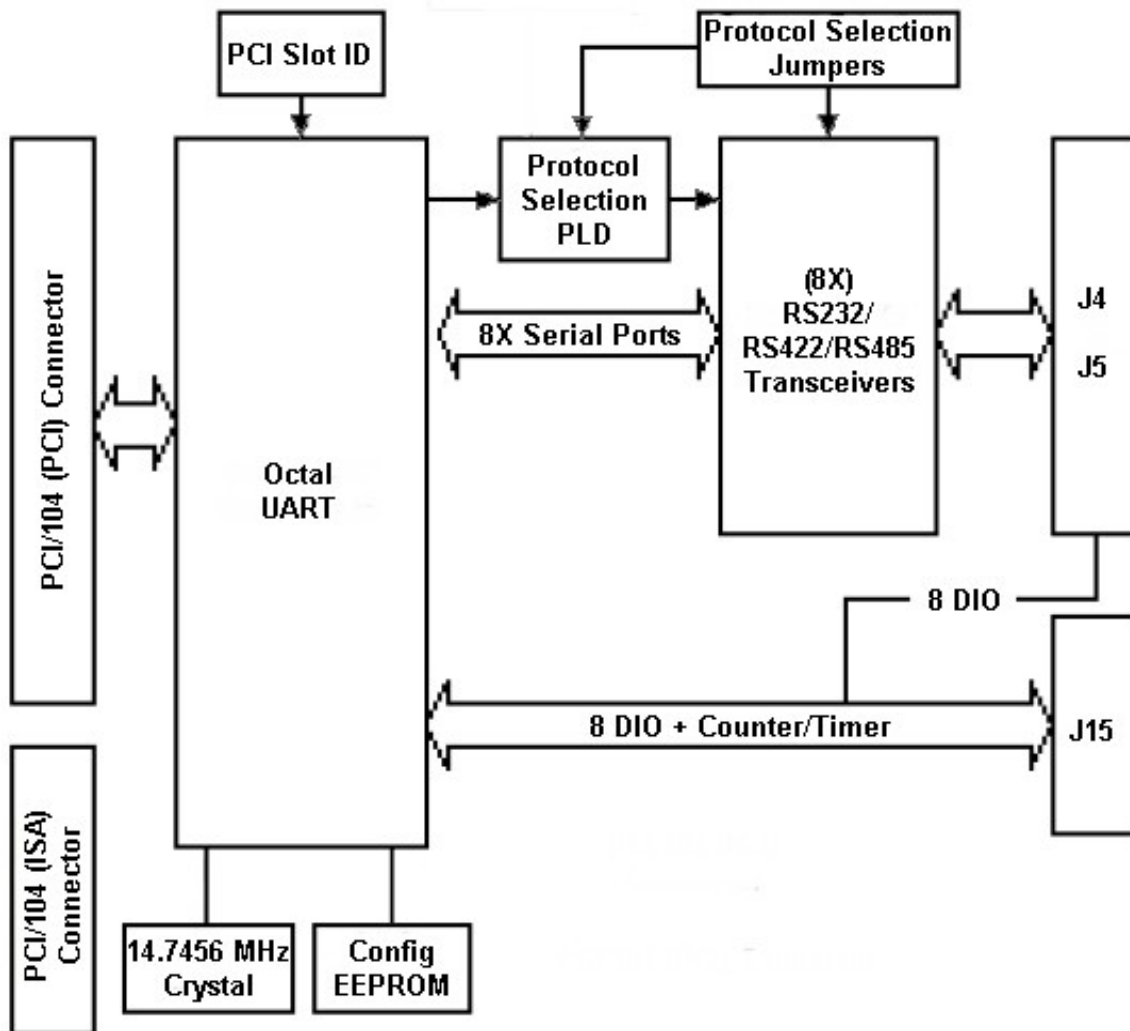 PCI Slot ID
Protocol Selection
Jumpers
Protocol
Selection
PLD
(8X)
RS232/
RS422/RS485
Transceivers
8X Serial Ports
J4
J5
PCI/104 (PCI) Connector
Octal
UART
8 DIO
8 DIO + Counter/Timer
J15
PCI/104 (ISA)
Connector
14.7456 MHz
Crystal
Config
EEPROM